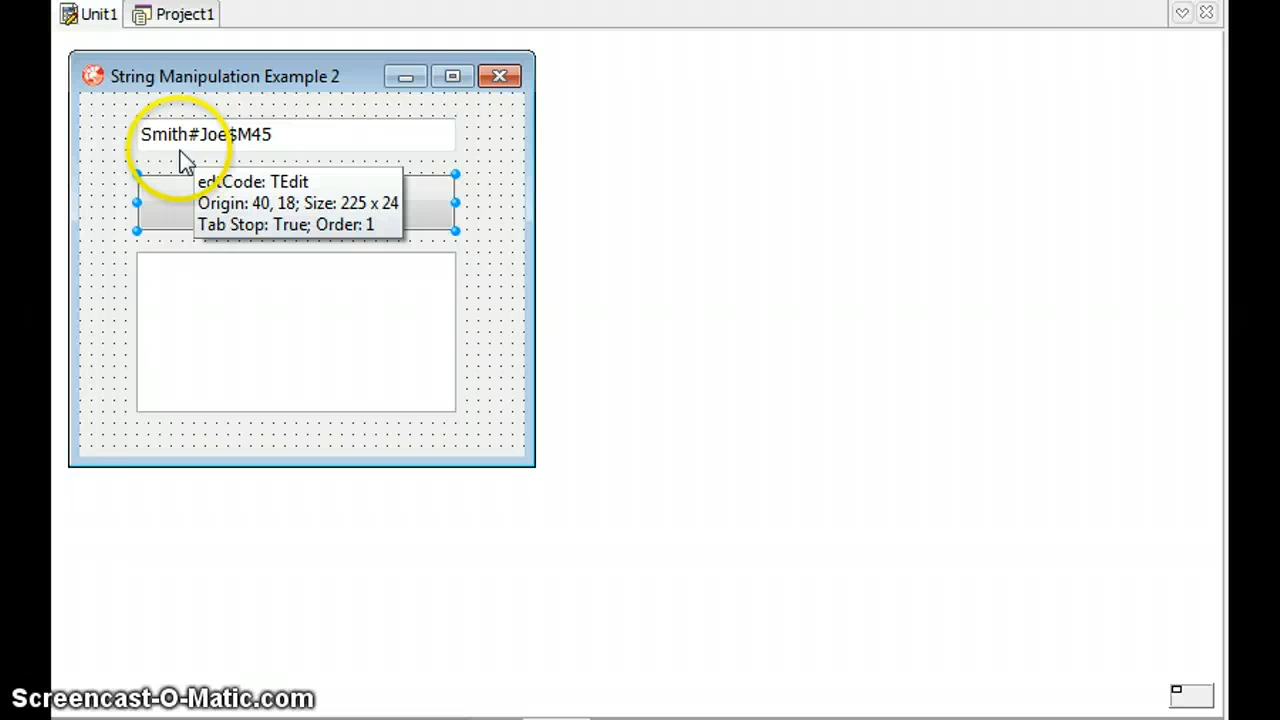 Unit1 Project1
String Manipulation Example 2
Smith#Joe$M45
edtCode: TEdit
Origin: 40, 18; Size: 225 x 24
Tab Stop: True; Order: 1
Screencast-O-Matic.com